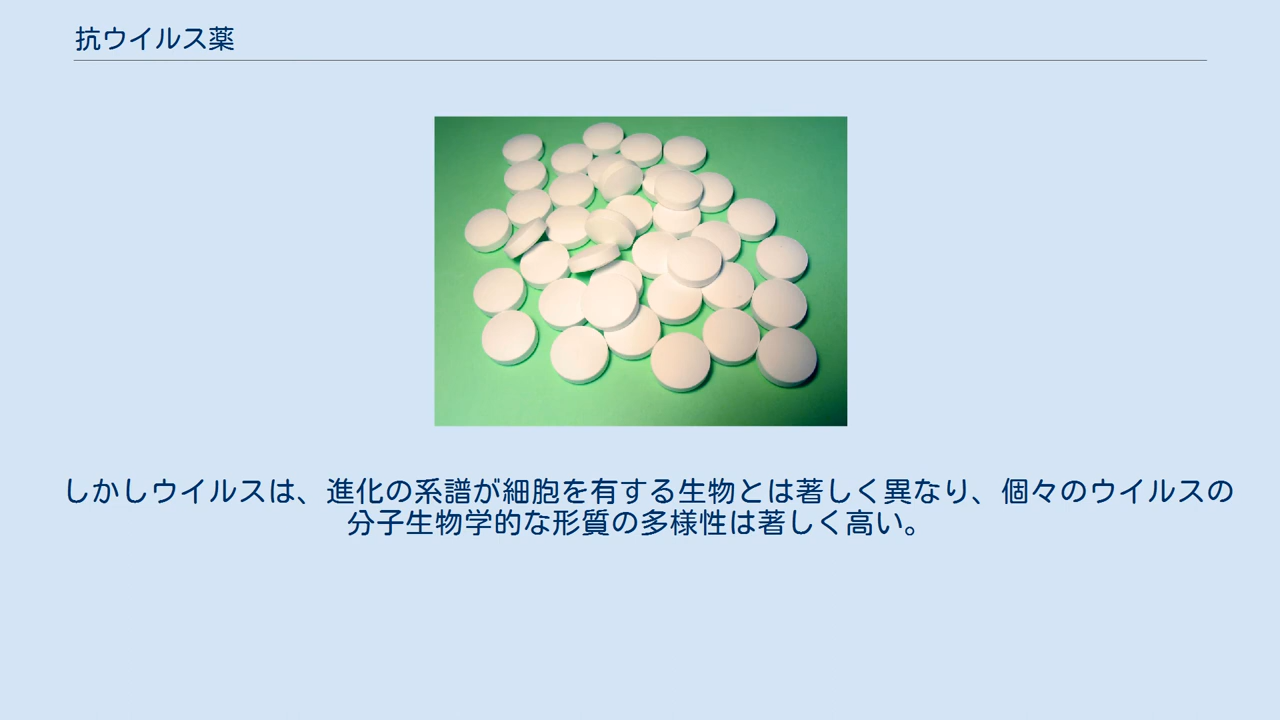 抗ウイルス薬
しかしウイルスは、進化の系譜が細胞を有する生物とは著しく異なり、個々のウイルスの
分子生物学的な形質の多様性は著しく高い。